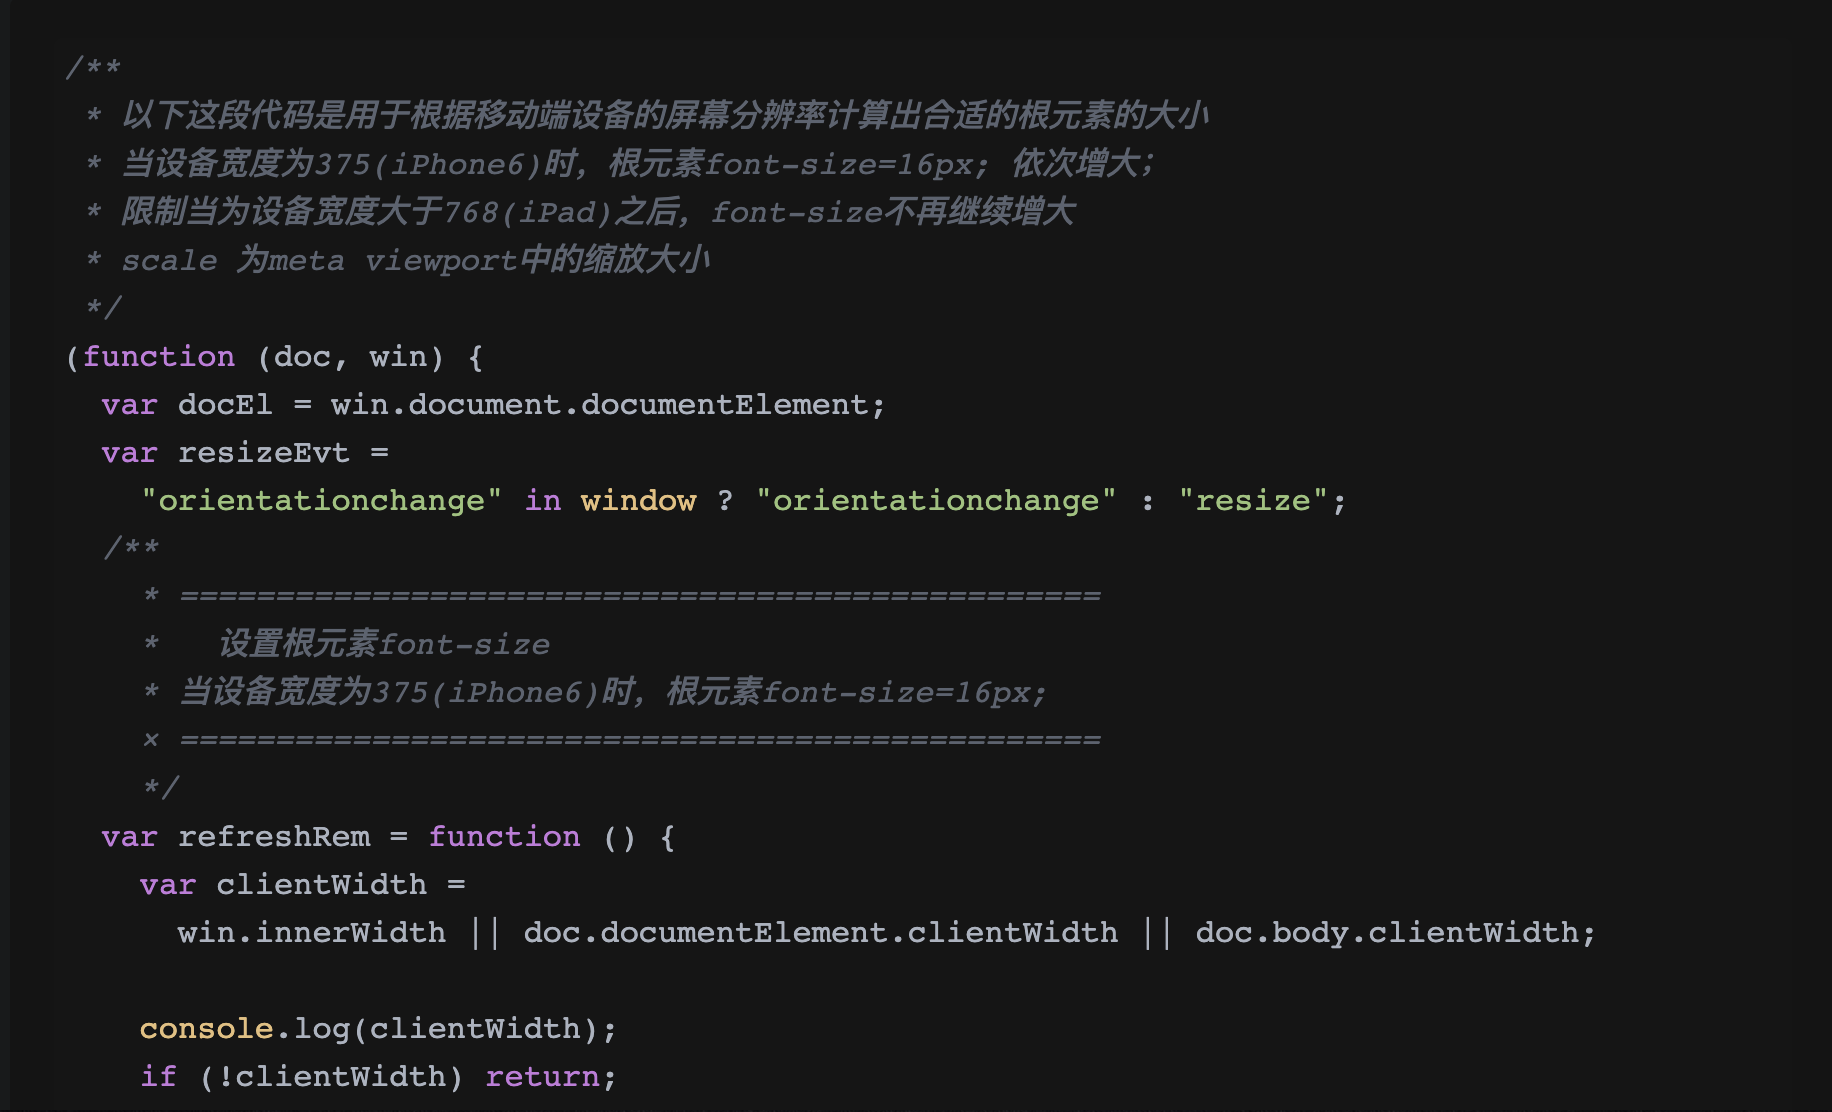 /**
 * 以下这段代码是用于根据移动端设备的屏幕分辨率计算出合适的根元素的大小
 * 当设备宽度为375(iPhone6)时，根元素font-size=16px; 依次增大；
 * 限制当为设备宽度大于768(iPad)之后，font-size不再继续增大
 * scale 为meta viewport中的缩放大小
 */
(function (doc, win) {
  var docEl = win.document.documentElement;
  var resizeEvt =
    "orientationchange" in window ? "orientationchange" : "resize";
  /**
    * ================================================
    *   设置根元素font-size
    * 当设备宽度为375(iPhone6)时，根元素font-size=16px;
    × ================================================
    */
  var refreshRem = function () {
    var clientWidth =
      win.innerWidth || doc.documentElement.clientWidth || doc.body.clientWidth;

    console.log(clientWidth);
    if (!clientWidth) return;